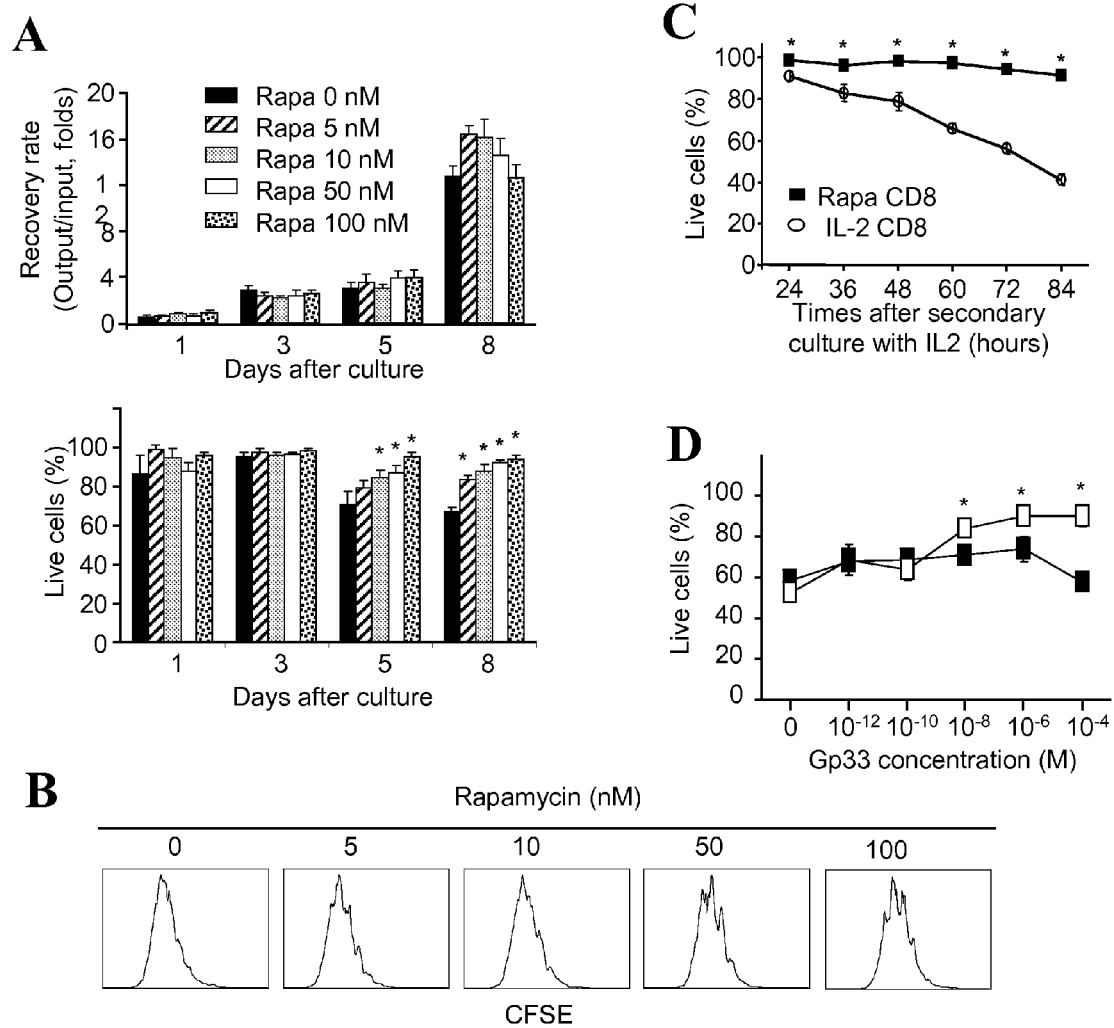 A
Recovery rate
(Output/input, folds)
20
16
1
2
8
4
0
Rapa 0 nM
Rapa 5 nM
Rapa 10 nM
Rapa 50 nM
Rapa 100 nM
1 3 5 8
Days after culture
Live cells (%)
100
80
60
40
20
0
* * *
* * * *
1 3 5 8
Days after culture
B
Rapamycin (nM)
0 5 10 50 100
CFSE
C
Live cells (%)
100
80
60
40
20
0
* * * * * *
Rapa CD8
IL-2 CD8
24 36 48 60 72 84
Times after secondary
culture with IL2 (hours)
D
Live cells (%)
100
80
60
40
20
0
* * *
0 10-12 10-10 10-8 10-6 10-4
Gp33 concentration (M)